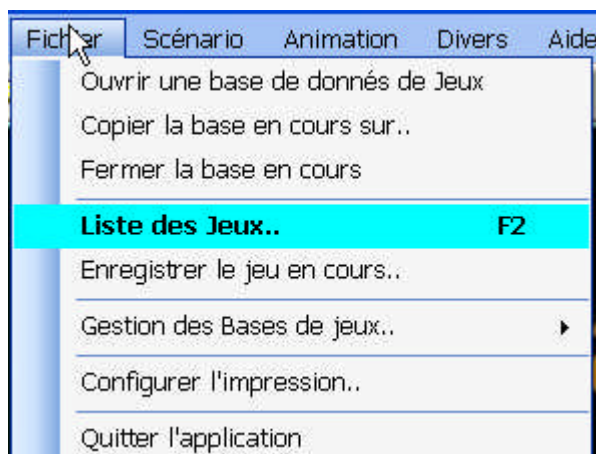 Fichier Scénario Animation Divers Aide
Ouvrir une base de donnés de Jeux
Copier la base en cours sur..
Fermer la base en cours
Liste des Jeux.. F2
Enregistrer le jeu en cours..
Gestion des Bases de jeux..
Configurer l'impression..
Quitter l'application